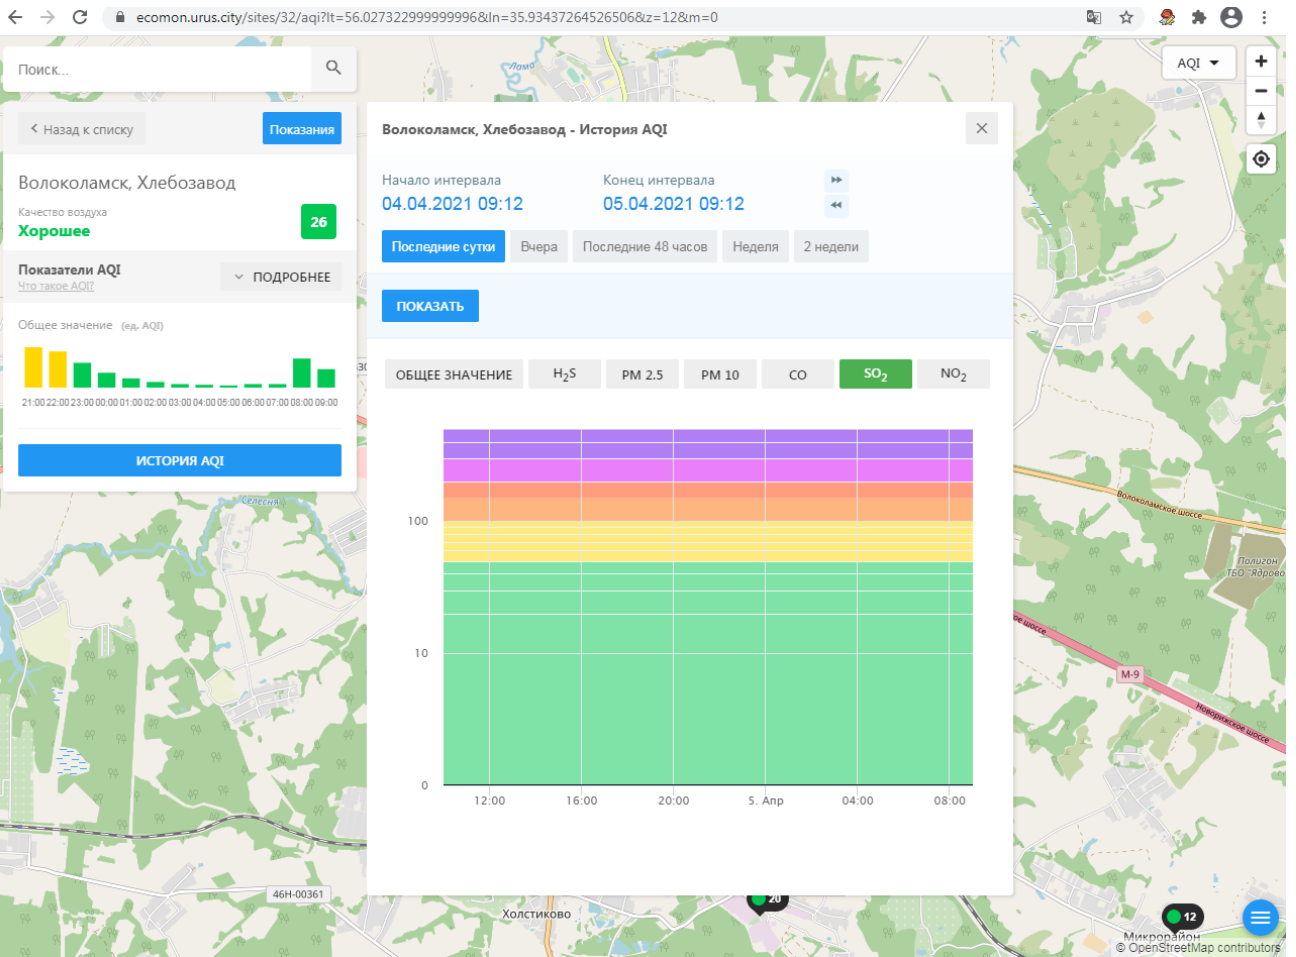 ecomon.urus.city/sites/32/aqi?lt=56.027322999999996&ln=35.93437264526506&z=12&m=0
Поиск...
AQI
Лама
Назад к списку
Показания
Волоколамск, Хлебозавод
Качество воздуха
Хорошее
26
Показатели AQI
Что такое AQI?
ПОДРОБНЕЕ
Общее значение (ед. AQI)
21:00 22:00 23:00 00:00 01:00 02:00 03:00 04:00 05:00 06:00 07:00 08:00 09:00
ИСТОРИЯ AQI
Волоколамск, Хлебозавод - История AQI
Начало интервала
04.04.2021 09:12
Конец интервала
05.04.2021 09:12
Последние сутки
Вчера
Последние 48 часов
Неделя
2 недели
ПОКАЗАТЬ
ОБЩЕЕ ЗНАЧЕНИЕ
H2S
PM 2.5
PM 10
CO
SO2
NO2
100
10
0
12:00
16:00
20:00
5. Апр
04:00
08:00
Селесня
Волоколамское шоссе
Полигон
ТБО "Ядрово
ое шоссе
М-9
Новорижское шоссе
46Н-00361
Холстиково
20
12
Микрорайон
© OpenStreetMap contributors